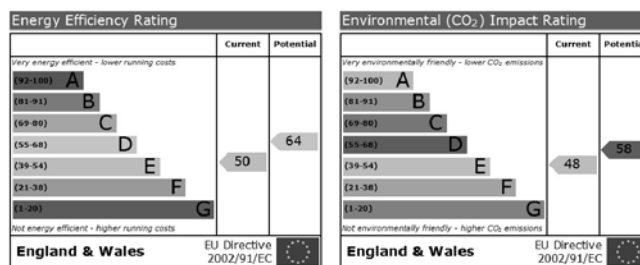 Energy Efficiency Rating
Current Potential
Very energy efficient - lower running costs
(92-100) A
(81-91) B
(69-80) C
(55-68) D
(39-54) E
(21-38) F
(1-20) G
50
64
Not energy efficient - higher running costs
England & Wales
EU Directive
2002/91/EC
Environmental (CO₂) Impact Rating
Current Potential
Very environmentally friendly - lower CO₂ emissions
(92-100) A
(81-91) B
(69-80) C
(55-68) D
(39-54) E
(21-38) F
(1-20) G
48
58
Not environmentally friendly - higher CO₂ emissions
England & Wales
EU Directive
2002/91/EC